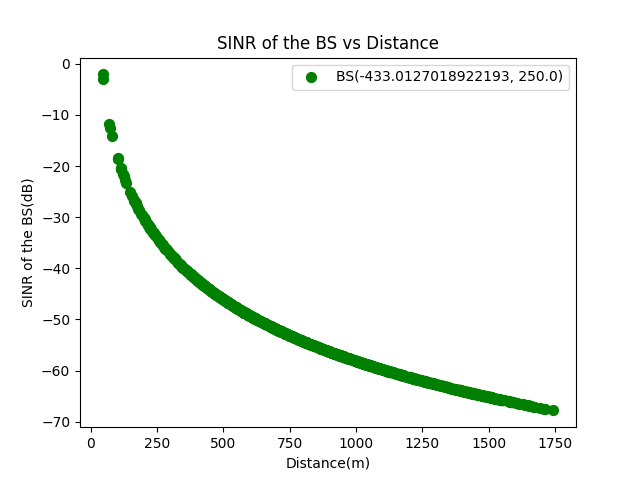 SINR of the BS vs Distance
BS(-433.0127018922193, 250.0)
SINR of the BS(dB)
0
−10
−20
−30
−40
−50
−60
−70
0 250 500 750 1000 1250 1500 1750
Distance(m)